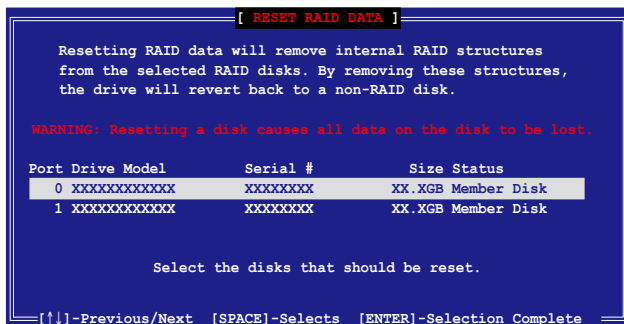 [ RESET RAID DATA ]
Resetting RAID data will remove internal RAID structures
from the selected RAID disks. By removing these structures,
the drive will revert back to a non-RAID disk.
WARNING: Resetting a disk causes all data on the disk to be lost.
Port Drive Model Serial # Size Status
0 XXXXXXXXXXXX XXXXXXXX XX.XGB Member Disk
1 XXXXXXXXXXXX XXXXXXXX XX.XGB Member Disk
Select the disks that should be reset.
[↑↓]-Previous/Next [SPACE]-Selects [ENTER]-Selection Complete